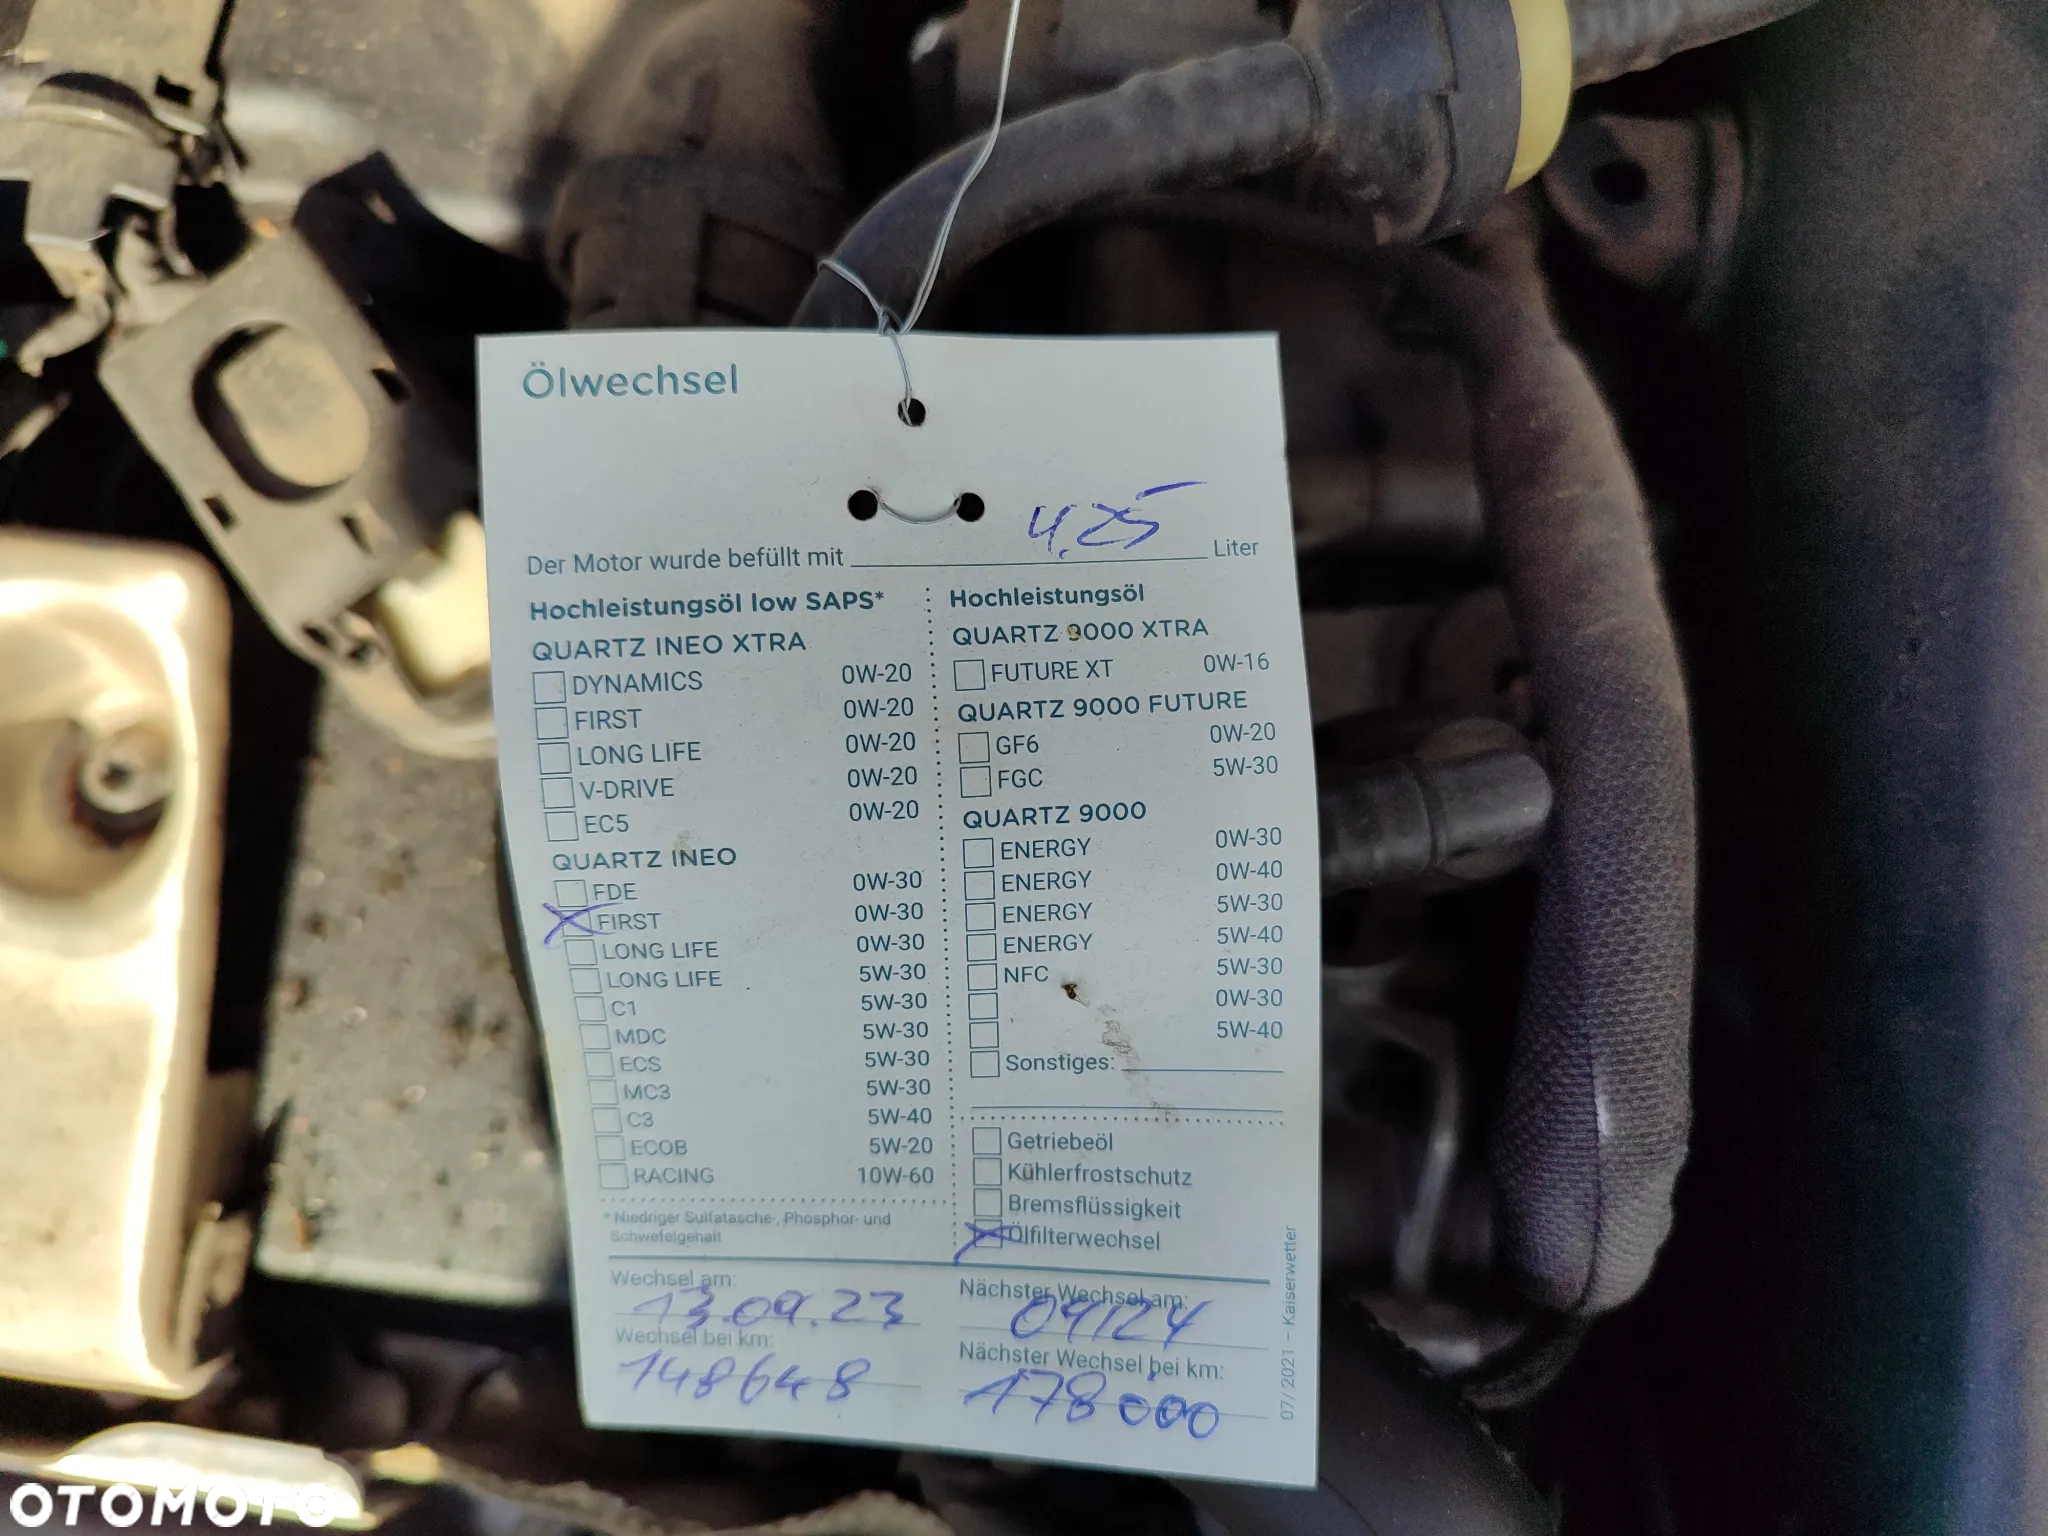 Ölwechsel
Der Motor wurde befüllt mit 4,25 Liter
Hochleistungsöl low SAPS*
QUARTZ INEO XTRA
DYNAMICS 0W-20
FIRST 0W-20
LONG LIFE 0W-20
V-DRIVE 0W-20
EC5 0W-20
QUARTZ INEO
FDE 0W-30
FIRST 0W-30
LONG LIFE 0W-30
LONG LIFE 5W-30
C1 5W-30
MDC 5W-30
ECS 5W-30
MC3 5W-30
C3 5W-40
ECOB 5W-20
RACING 10W-60
* Niedriger Sulfatasche-, Phosphor- und
Schwefelgehalt
Hochleistungsöl
QUARTZ 9000 XTRA
FUTURE XT 0W-16
QUARTZ 9000 FUTURE
GF6 0W-20
FGC 5W-30
QUARTZ 9000
ENERGY 0W-30
ENERGY 0W-40
ENERGY 5W-30
ENERGY 5W-40
NFC 5W-30
0W-30
5W-40
Sonstiges:
Getriebeöl
Kühlerfrostschutz
Bremsflüssigkeit
Ölfilterwechsel
Wechsel am:
13.09.23
Wechsel bei km:
148648
Nächster Wechsel am:
09/24
Nächster Wechsel bei km:
178000
07/2021 – Kaiserwetter
OTOMOTO